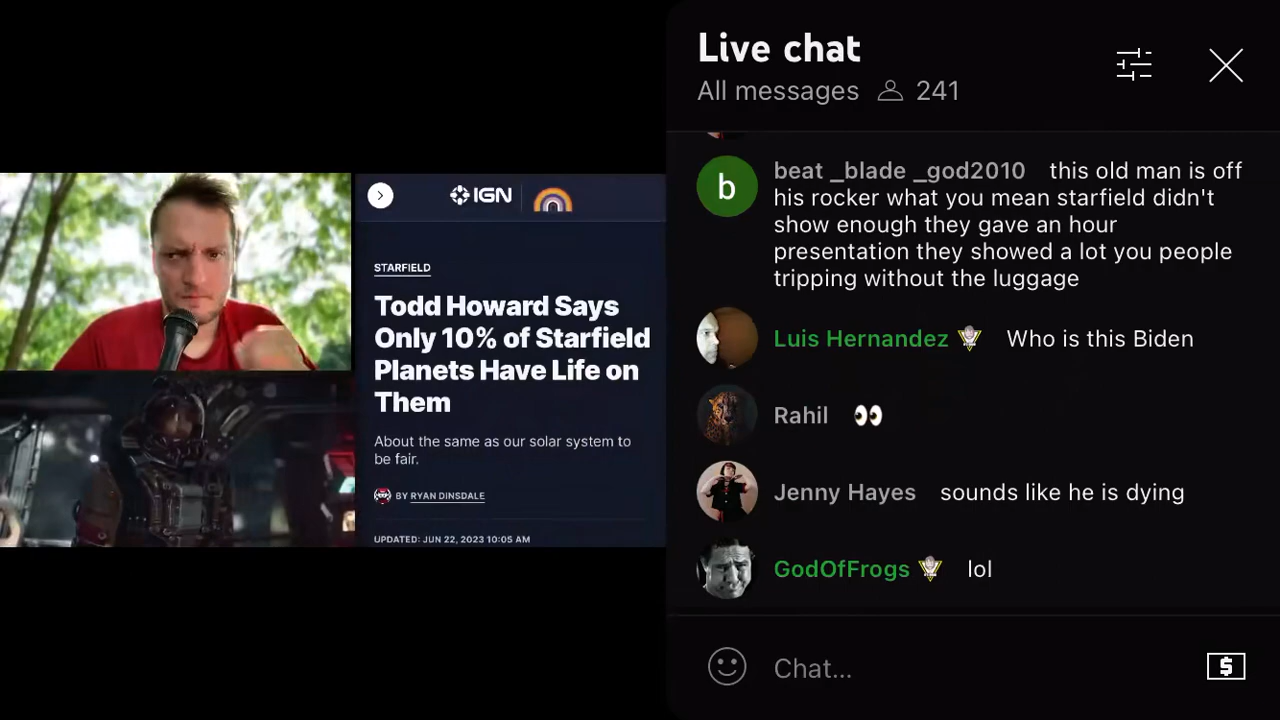 IGN
STARFIELD
Todd Howard Says
Only 10% of Starfield
Planets Have Life on
Them
About the same as our solar system to
be fair.
BY RYAN DINSDALE
UPDATED: JUN 22, 2023 10:05 AM
Live chat
All messages 241
b
beat _blade _god2010 this old man is off
his rocker what you mean starfield didn't
show enough they gave an hour
presentation they showed a lot you people
tripping without the luggage
Luis Hernandez Who is this Biden
Rahil 👀
Jenny Hayes sounds like he is dying
GodOfFrogs lol
Chat...
$